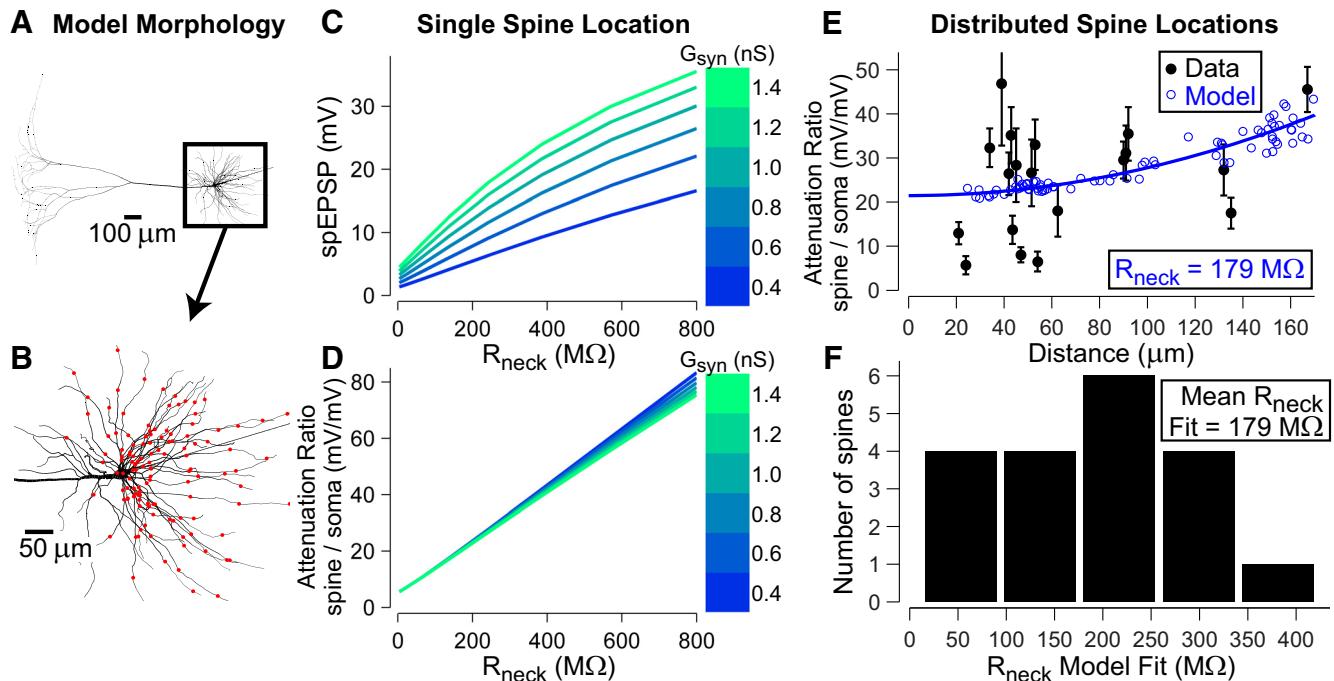 A Model Morphology
100 µm
B
50 µm
Single Spine Location
C
G_syn (nS)
spEPSP (mV)
30
20
10
0
1.4
1.2
1.0
0.8
0.6
0.4
0 200 400 600 800
R_neck (MΩ)
D
G_syn (nS)
Attenuation Ratio
spine / soma (mV/mV)
80
60
40
20
0
1.4
1.2
1.0
0.8
0.6
0.4
0 200 400 600 800
R_neck (MΩ)
Distributed Spine Locations
E
Attenuation Ratio
spine / soma (mV/mV)
50
40
30
20
10
0
Data
Model
R_neck = 179 MΩ
0 20 40 60 80 100 120 140 160
Distance (µm)
F
Number of spines
6
5
4
3
2
1
0
Mean R_neck
Fit = 179 MΩ
0 50 100 150 200 250 300 350 400
R_neck Model Fit (MΩ)